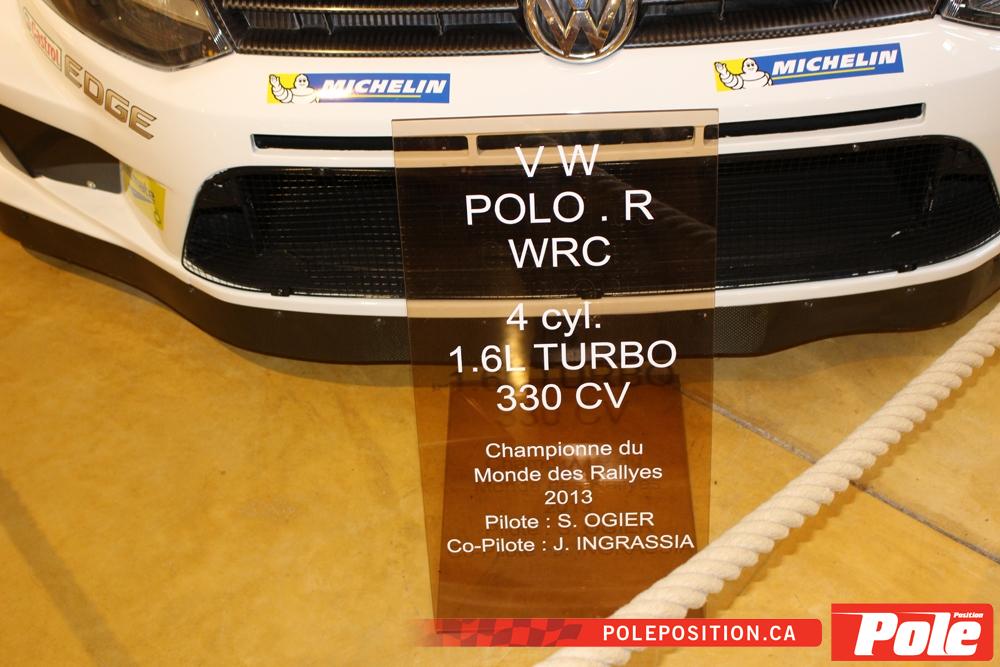 Castrol
EDGE
MICHELIN
MICHELIN
V W
POLO . R
WRC
4 cyl.
1.6L TURBO
330 CV
Championne du
Monde des Rallyes
2013
Pilote : S. OGIER
Co-Pilote : J. INGRASSIA
POLEPOSITION.CA
Pole Position